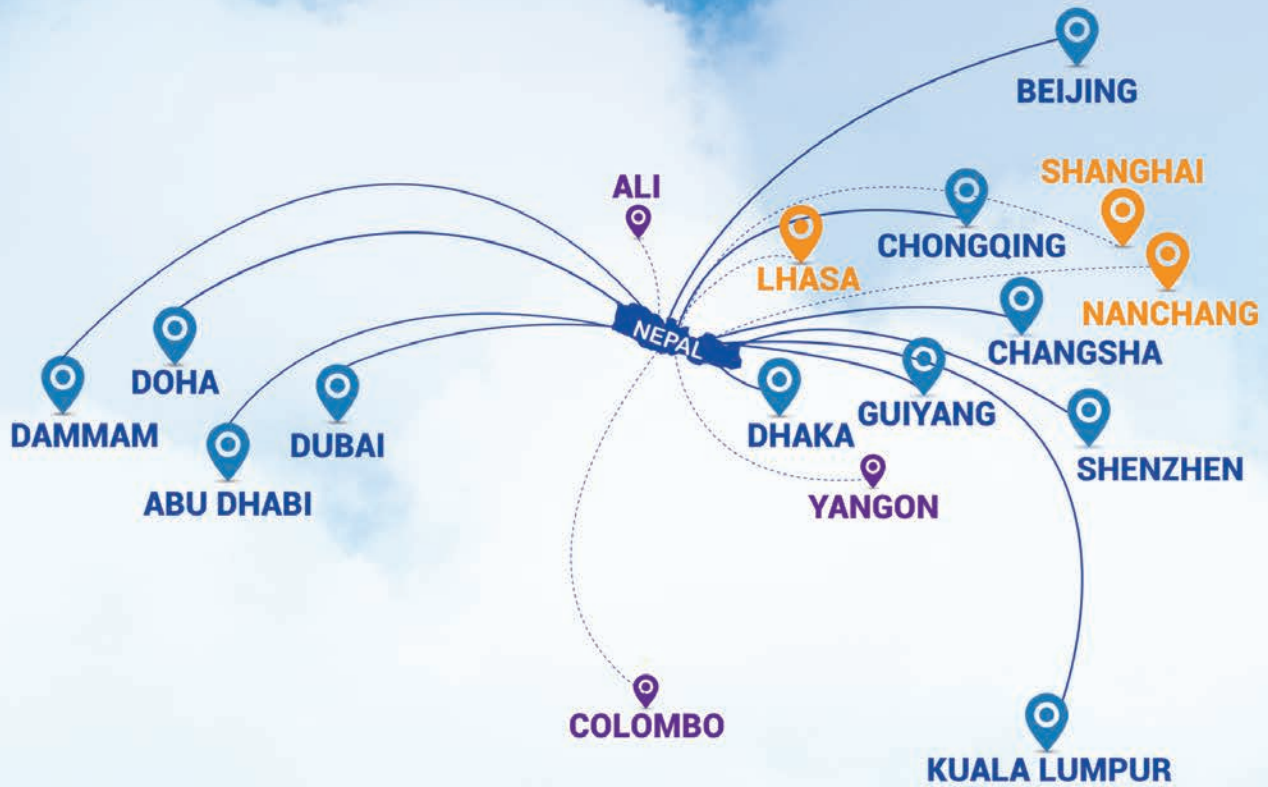 BEIJING
SHANGHAI
ALI
CHONGQING
LHASA
NANCHANG
NEPAL
CHANGSHA
DOHA
GUIYANG
DAMMAM
DUBAI
DHAKA
SHENZHEN
ABU DHABI
YANGON
COLOMBO
KUALA LUMPUR